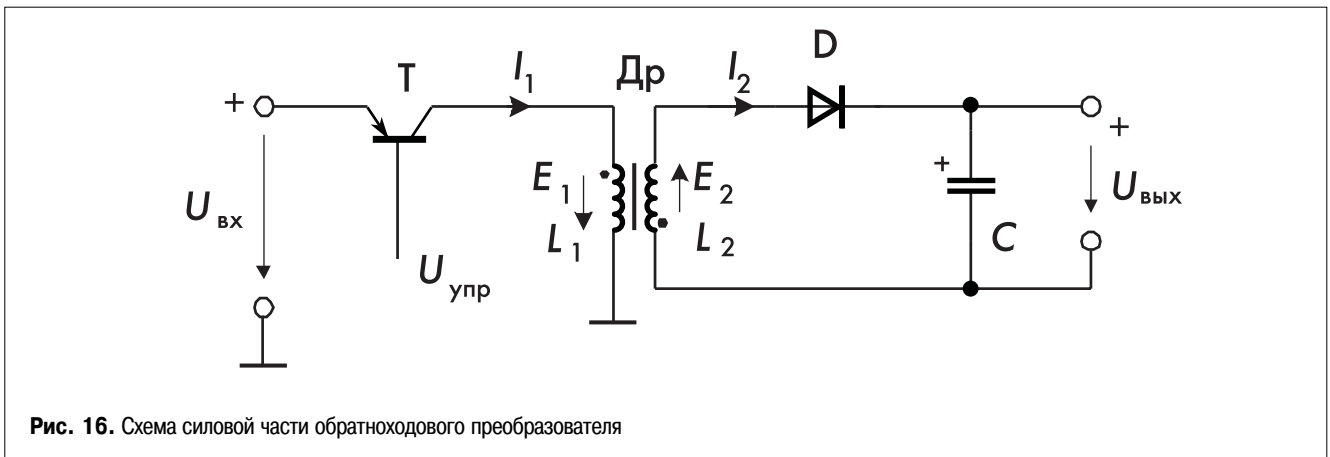 T
I1
Др
I2
D
+
+
E1
E2
+
Uвх
Uвых
L1
L2
C
Uупр
Рис. 16. Схема силовой части обратноходового преобразователя